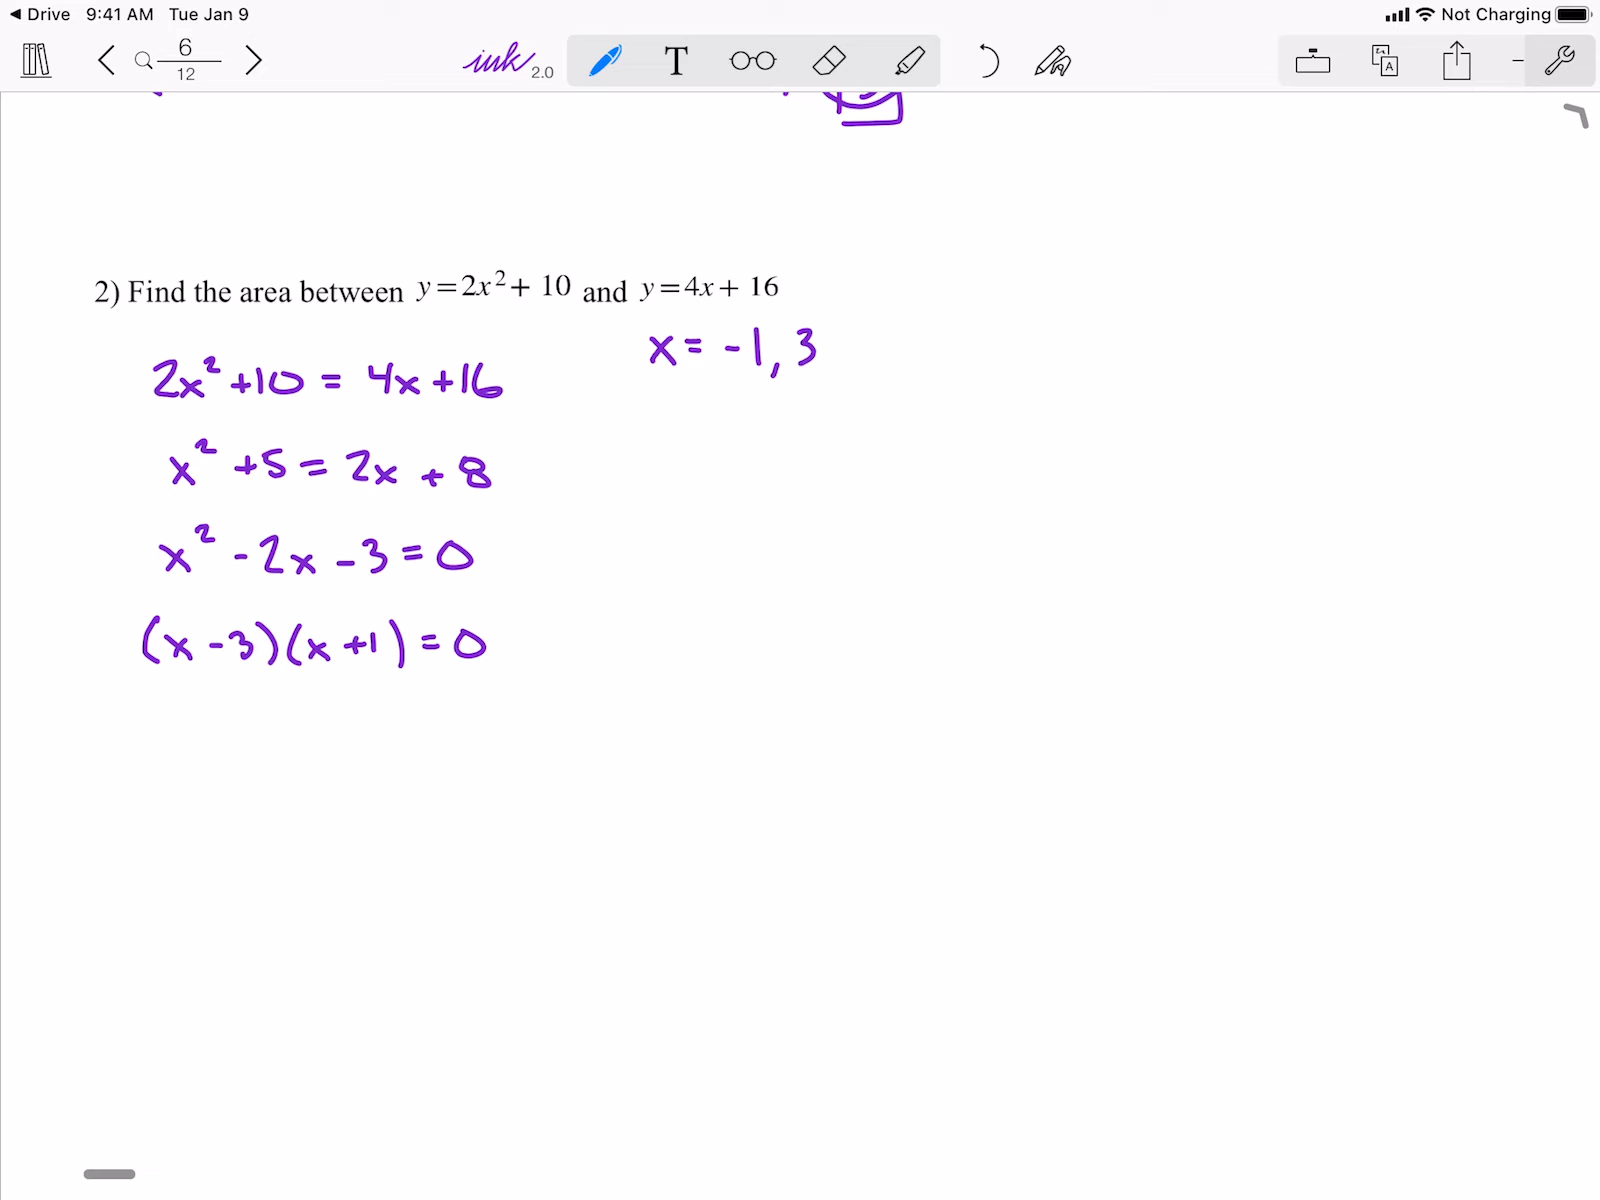 Drive 9:41 AM Tue Jan 9 Not Charging
6
12
ink 2.0
T
A
2) Find the area between y=2x²+ 10 and y=4x+ 16
x = -1, 3
2x² +10 = 4x+16
x² +5 = 2x + 8
x² - 2x - 3 = 0
(x - 3)(x +1) = 0